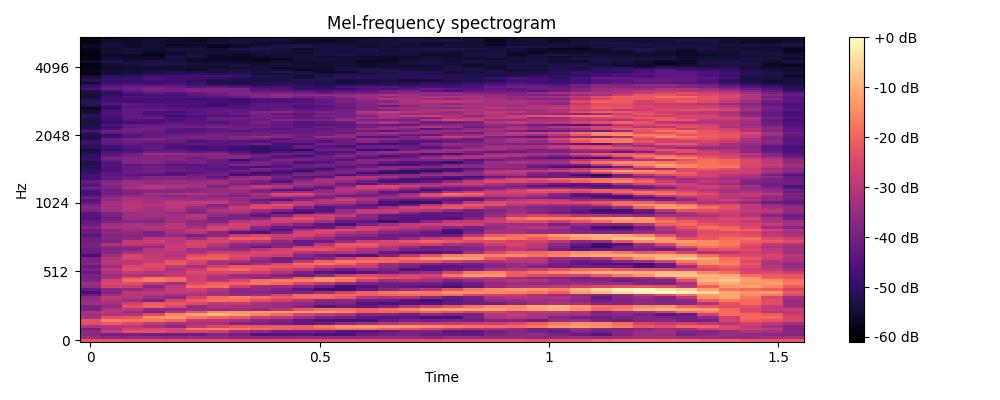 Mel-frequency spectrogram
Hz
4096
2048
1024
512
0
0
0.5
1
1.5
Time
+0 dB
-10 dB
-20 dB
-30 dB
-40 dB
-50 dB
-60 dB